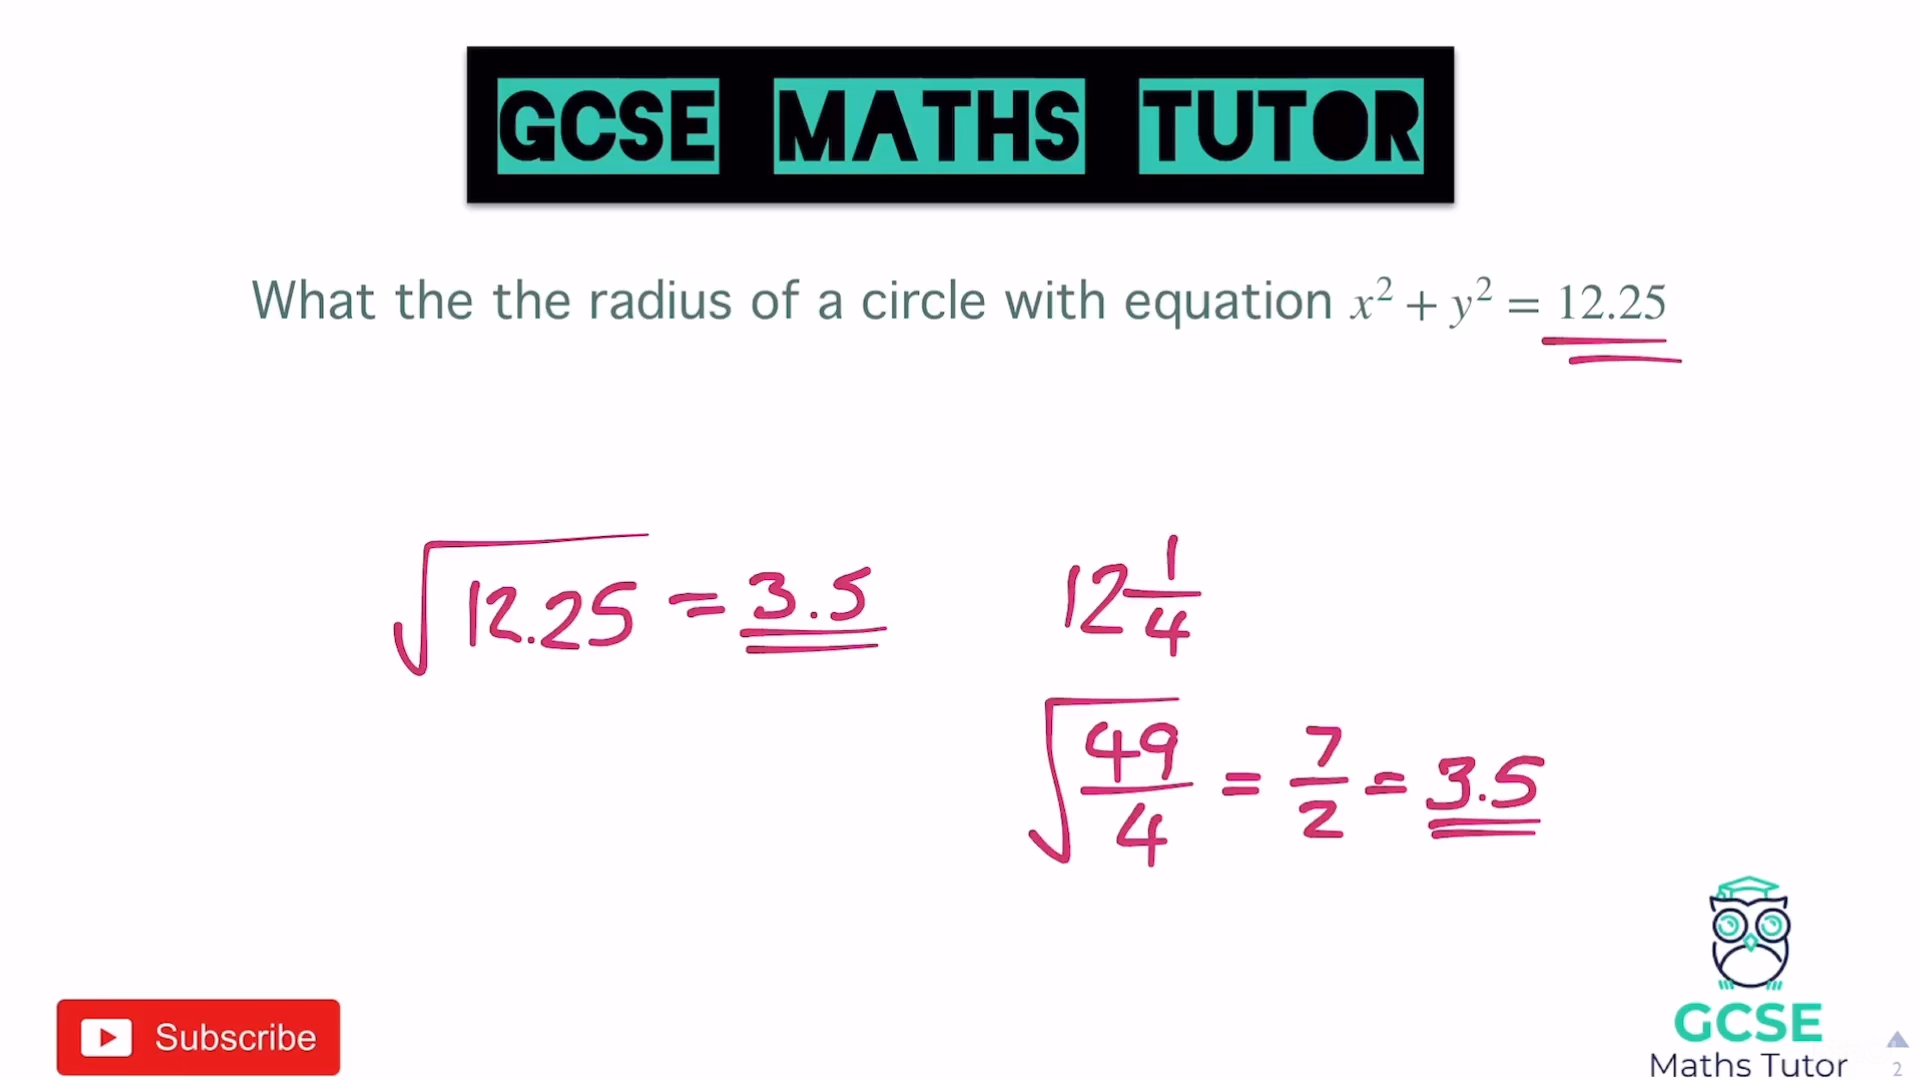 GCSE MATHS TUTOR
What the the radius of a circle with equation x² + y² = 12.25
√12.25 = 3.5
12 1/4
√49/4 = 7/2 = 3.5
Subscribe
GCSE
Maths Tutor
2